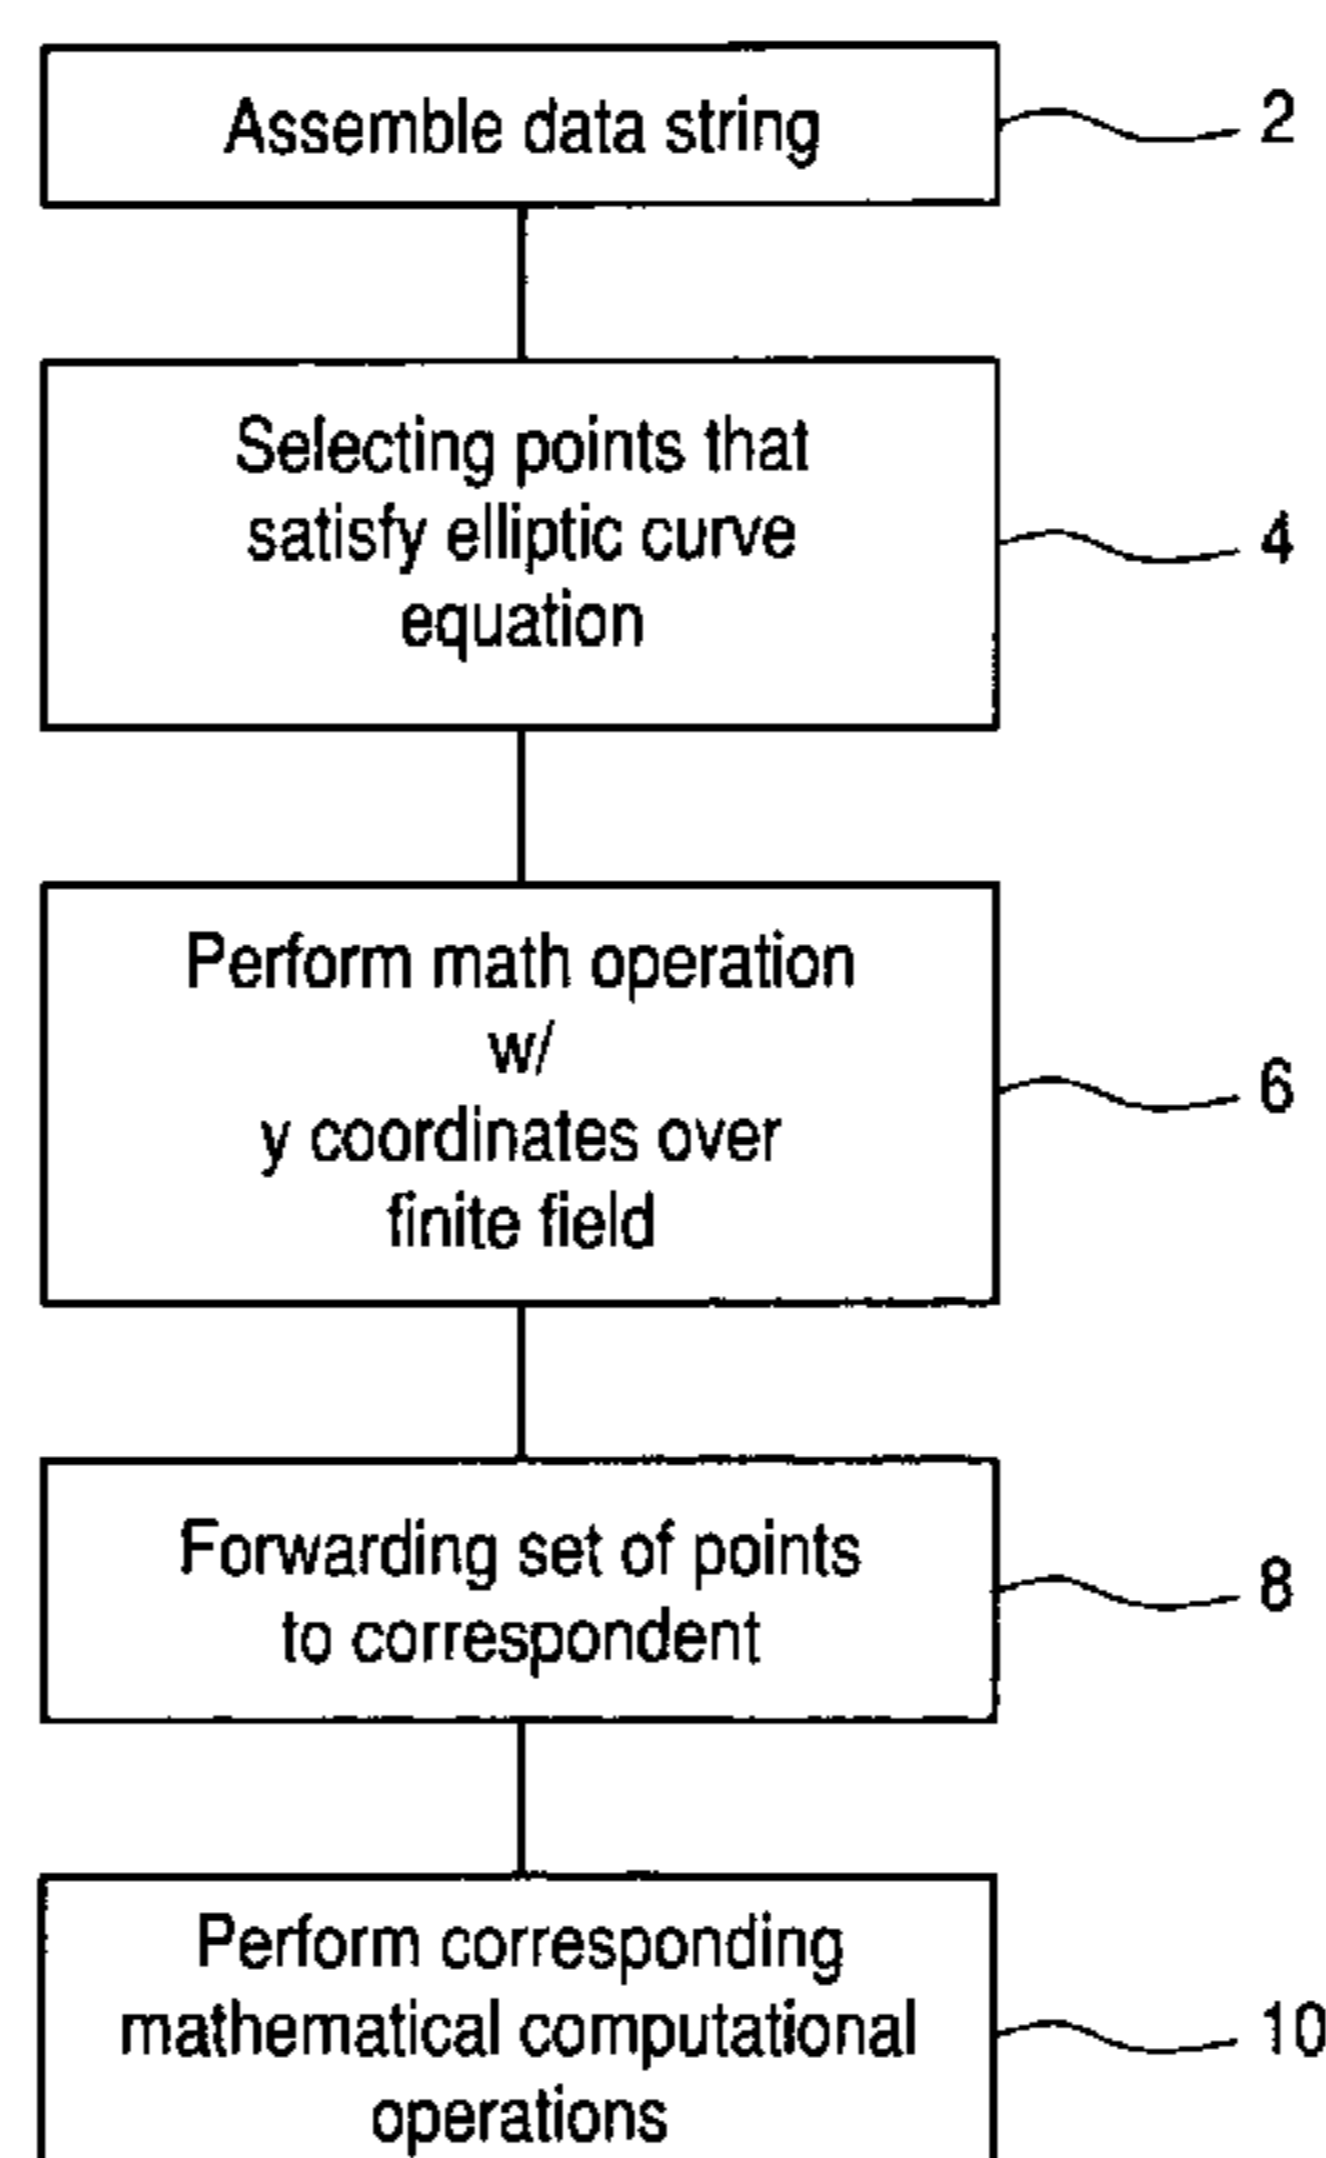 Assemble data string
2
Selecting points that
satisfy elliptic curve
equation
4
Perform math operation
w/
y coordinates over
finite field
6
Forwarding set of points
to correspondent
8
Perform corresponding
mathematical computational
operations
10